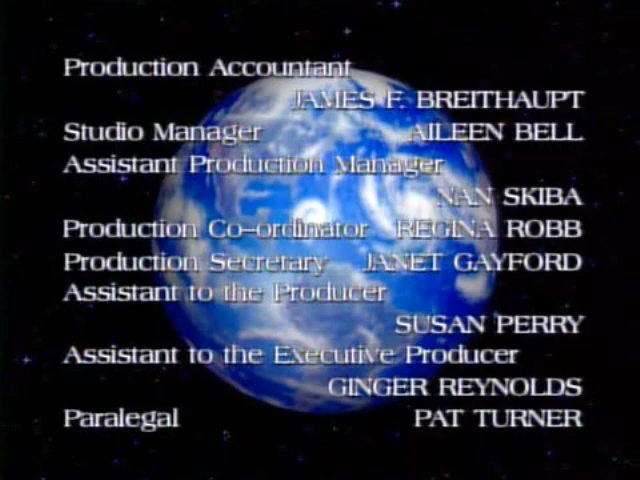 Production Accountant
JAMES F. BREITHAUPT
Studio Manager AILEEN BELL
Assistant Production Manager
NAN SKIBA
Production Co-ordinator REGINA ROBB
Production Secretary JANET GAYFORD
Assistant to the Producer
SUSAN PERRY
Assistant to the Executive Producer
GINGER REYNOLDS
Paralegal PAT TURNER